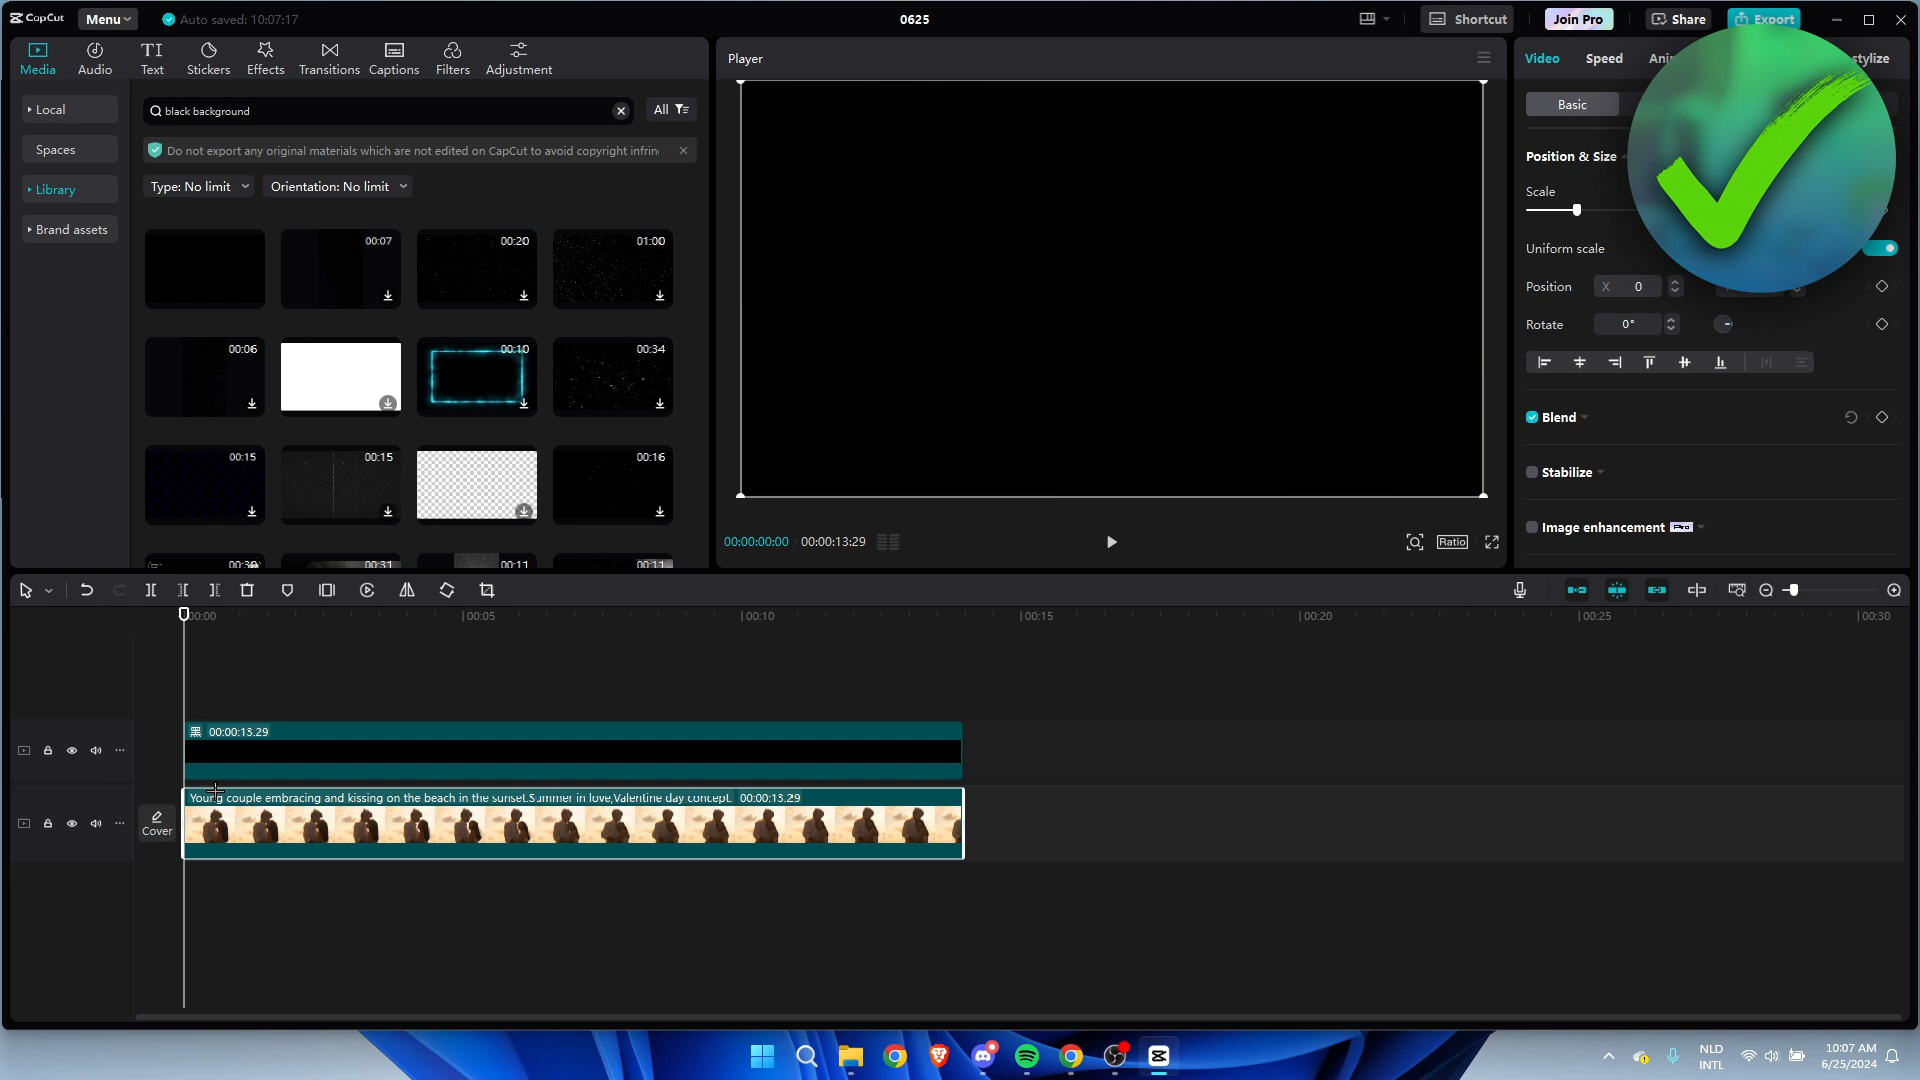 CapCut
Menu
Auto saved: 10:07:17
0625
Shortcut
Join Pro
Share
Export
Media
Audio
Text
Stickers
Effects
Transitions
Captions
Filters
Adjustment
Player
Video
Speed
Local
Spaces
Library
Brand assets
black background
All
Do not export any original materials which are not edited on CapCut to avoid copyright infrin
Type: No limit
Orientation: No limit
00:07
00:20
01:00
00:06
00:10
00:34
00:15
00:15
00:16
00:30
00:31
00:11
00:11
00:00:00:00
00:00:13:29
Ratio
Basic
Position & Size
Scale
Uniform scale
Position
X 0
Rotate
0°
Blend
Stabilize
Image enhancement
Pro
00:00
00:05
00:10
00:15
00:20
00:25
00:30
黑 00:00:13:29
Young couple embracing and kissing on the beach in the sunset.Summer in love,Valentine day concept. 00:00:13:29
Cover
NLD
INTL
10:07 AM
6/25/2024